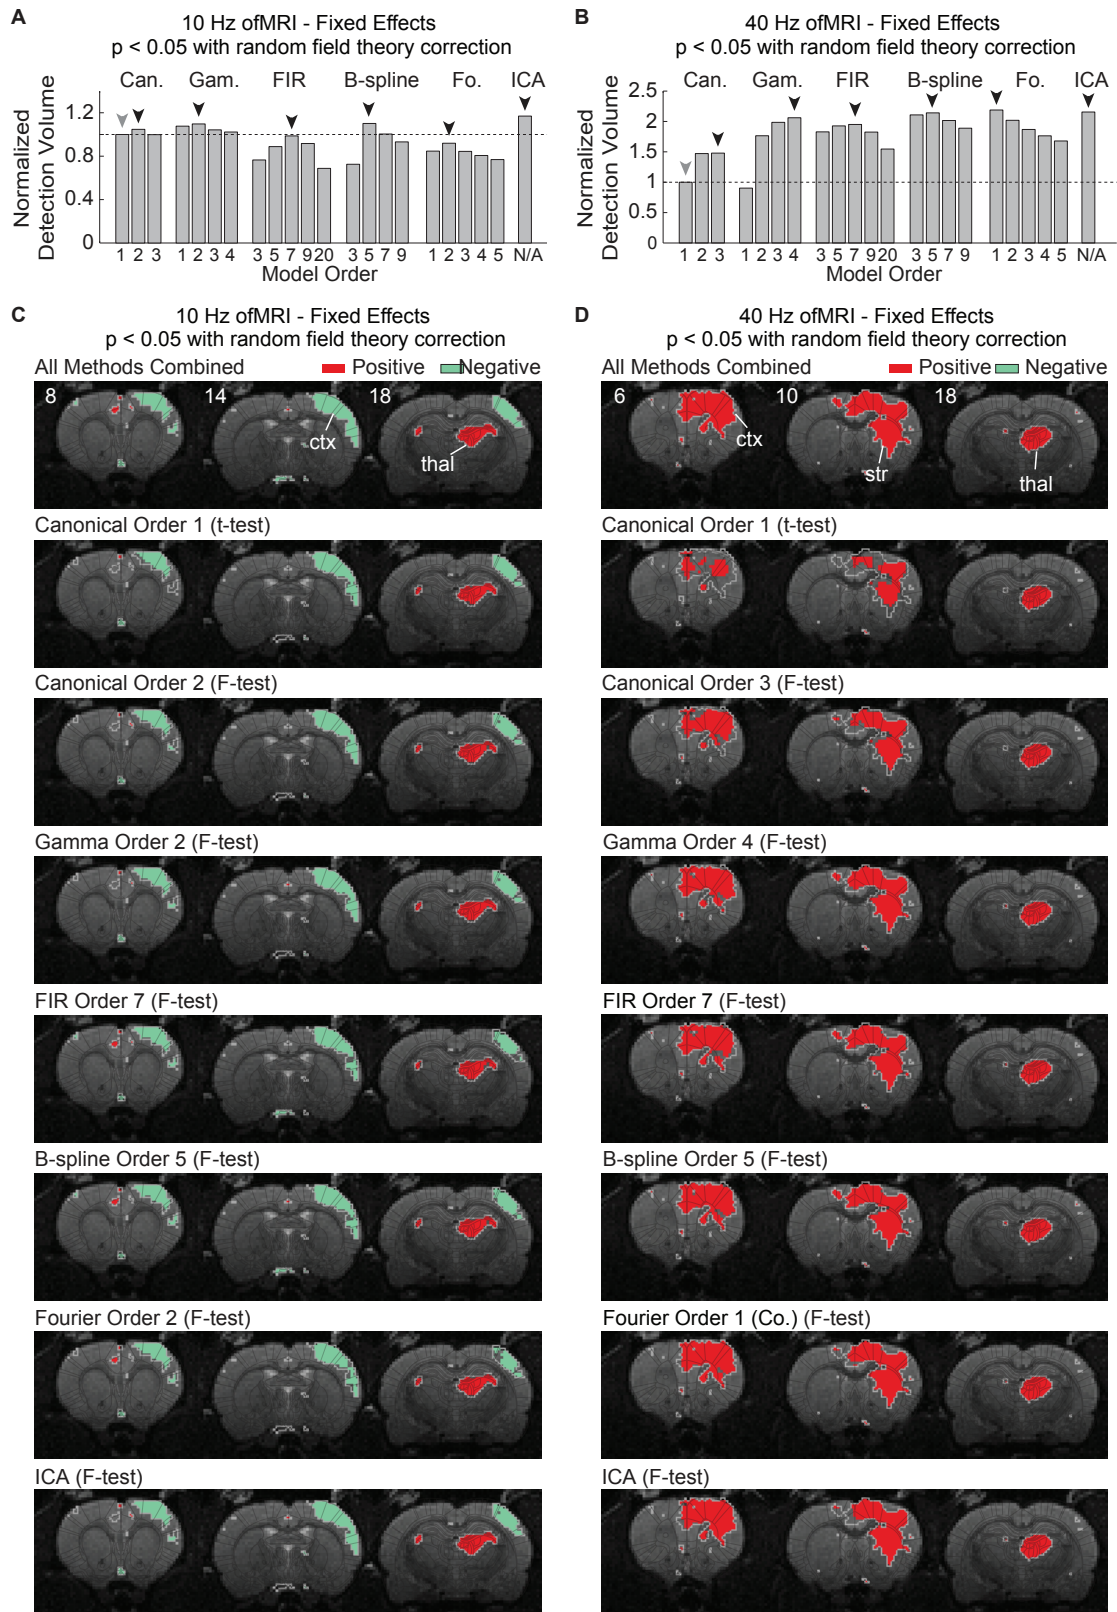 A
10 Hz ofMRI - Fixed Effects
p < 0.05 with random field theory correction
Can. Gam. FIR B-spline Fo. ICA
Normalized
Detection Volume
1.2
1
0.8
0.4
0
1 2 3 1 2 3 4 3 5 7 9 20 3 5 7 9 1 2 3 4 5 N/A
Model Order
B
40 Hz ofMRI - Fixed Effects
p < 0.05 with random field theory correction
Can. Gam. FIR B-spline Fo. ICA
Normalized
Detection Volume
2.5
2
1.5
1
0.5
0
1 2 3 1 2 3 4 3 5 7 9 20 3 5 7 9 1 2 3 4 5 N/A
Model Order
C
10 Hz ofMRI - Fixed Effects
p < 0.05 with random field theory correction
All Methods Combined Positive Negative
8 14 18
ctx
thal
Canonical Order 1 (t-test)
Canonical Order 2 (F-test)
Gamma Order 2 (F-test)
FIR Order 7 (F-test)
B-spline Order 5 (F-test)
Fourier Order 2 (F-test)
ICA (F-test)
D
40 Hz ofMRI - Fixed Effects
p < 0.05 with random field theory correction
All Methods Combined Positive Negative
6 10 18
ctx
str
thal
Canonical Order 1 (t-test)
Canonical Order 3 (F-test)
Gamma Order 4 (F-test)
FIR Order 7 (F-test)
B-spline Order 5 (F-test)
Fourier Order 1 (Co.) (F-test)
ICA (F-test)